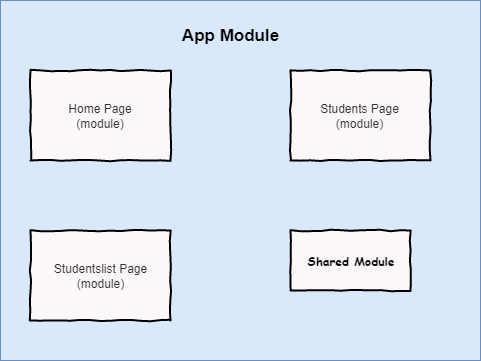 App Module
Home Page
(module)
Students Page
(module)
Studentslist Page
(module)
Shared Module